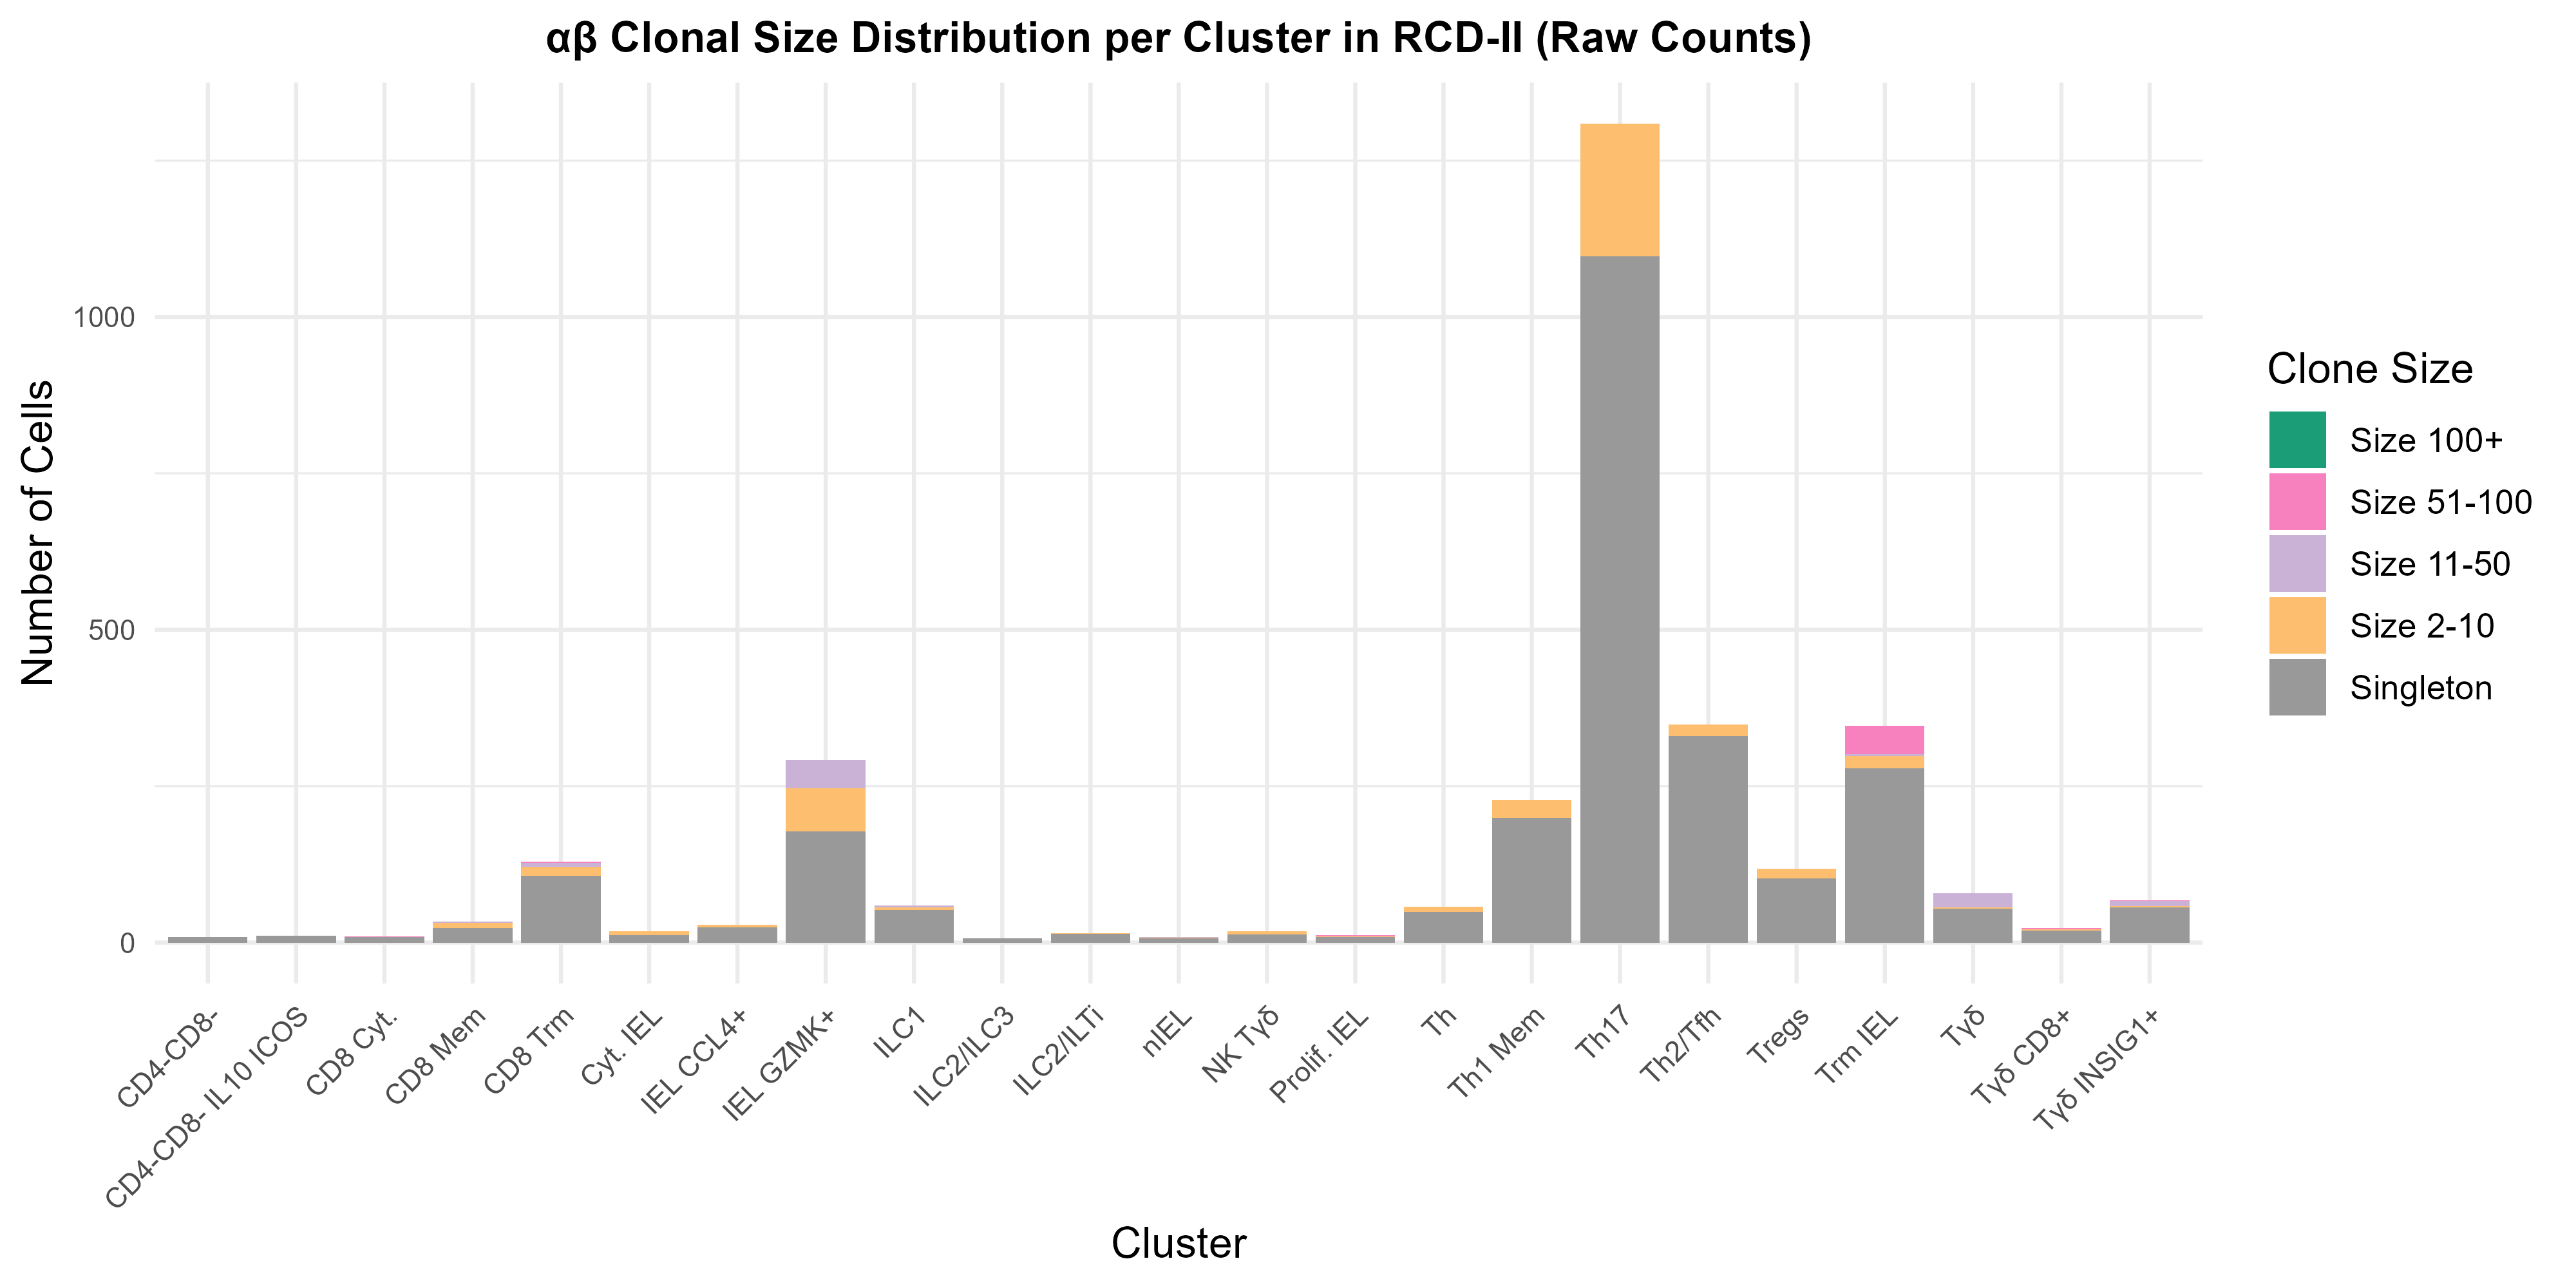 αβ Clonal Size Distribution per Cluster in RCD-II (Raw Counts)
Number of Cells
1000
500
0
CD4-CD8-
CD4-CD8- IL10 ICOS
CD8 Cyt.
CD8 Mem
CD8 Trm
Cyt. IEL
IEL CCL4+
IEL GZMK+
ILC1
ILC2/ILC3
ILC2/ILTi
nIEL
NK Tγδ
Prolif. IEL
Th
Th1 Mem
Th17
Th2/Tfh
Tregs
Trm IEL
Tγδ
Tγδ CD8+
Tγδ INSIG1+
Cluster
Clone Size
Size 100+
Size 51-100
Size 11-50
Size 2-10
Singleton